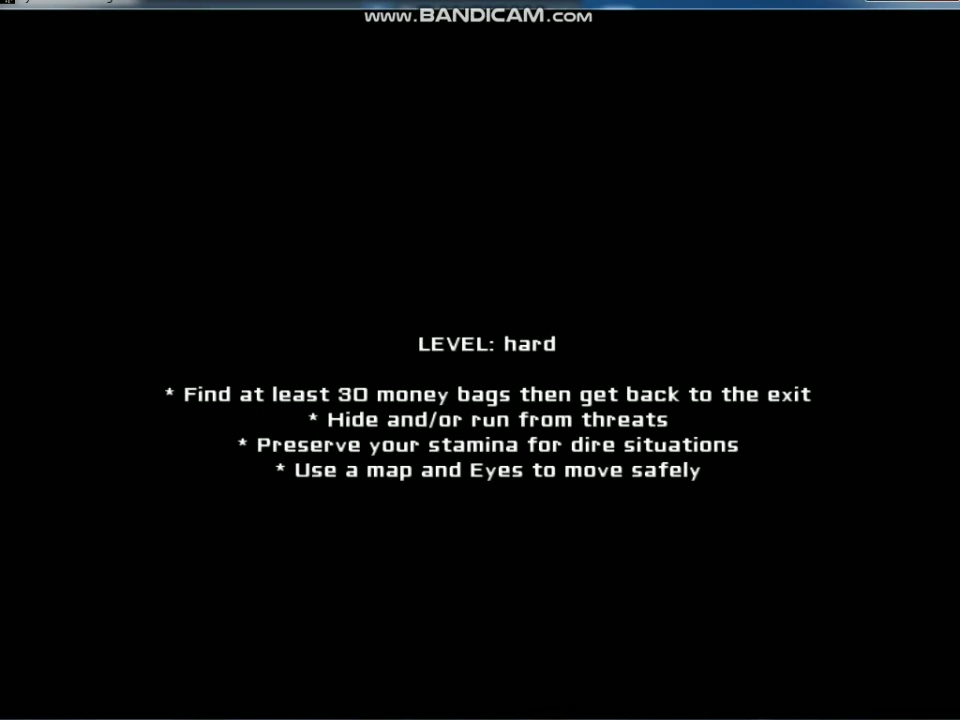 www.BANDICAM.com
LEVEL: hard
* Find at least 30 money bags then get back to the exit
* Hide and/or run from threats
* Preserve your stamina for dire situations
* Use a map and Eyes to move safely